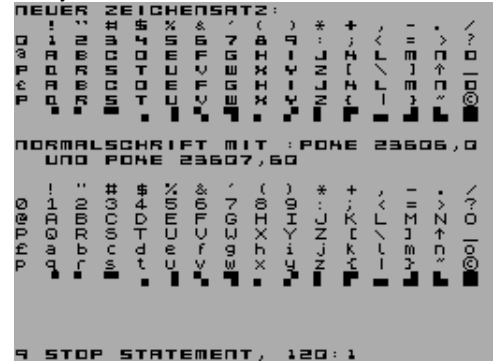 NEUER ZEICHENSATZ:
! " # $ % & ' ( ) * + , - . /
0 1 2 3 4 5 6 7 8 9 : ; < = > ?
@ A B C D E F G H I J K L M N O
P Q R S T U V W X Y Z [ \ ] ↑ _
£ A B C D E F G H I J K L M N O
P Q R S T U V W X Y Z { | } ~ ©
NORMALSCHRIFT MIT :POKE 23606,0
UND POKE 23607,60
! " # $ % & ' ( ) * + , - . /
0 1 2 3 4 5 6 7 8 9 : ; < = > ?
@ A B C D E F G H I J K L M N O
P Q R S T U V W X Y Z [ \ ] ↑ _
£ a b c d e f g h i j k l m n o
p q r s t u v w x y z { | } ~ ©
9 STOP STATEMENT, 120:1